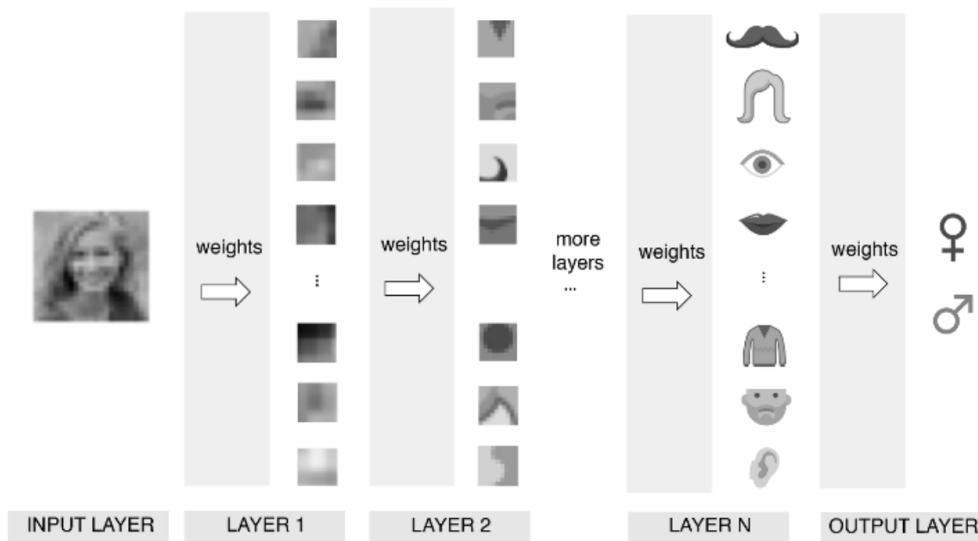 weights
weights
more
layers
...
weights
weights
INPUT LAYER
LAYER 1
LAYER 2
LAYER N
OUTPUT LAYER